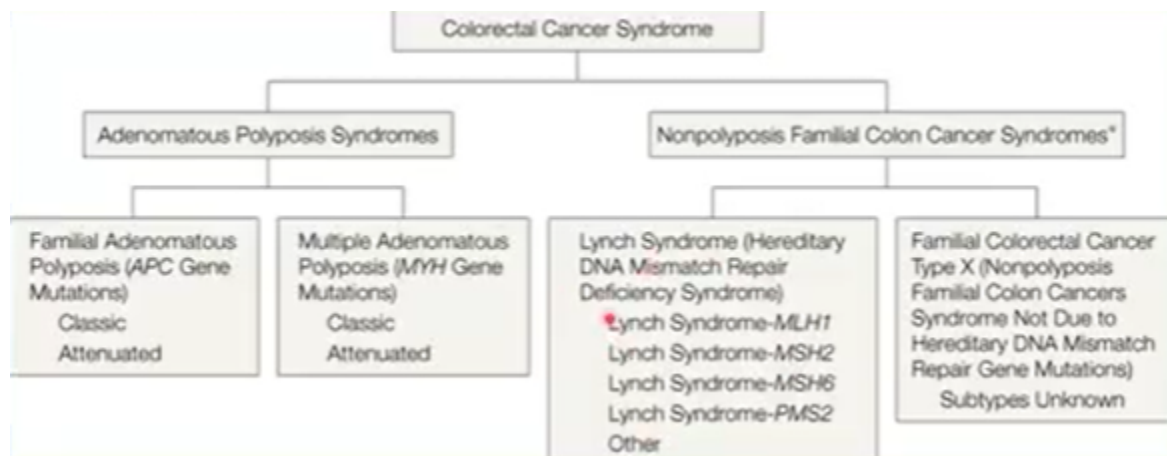 Colorectal Cancer Syndrome
Adenomatous Polyposis Syndromes
Nonpolyposis Familial Colon Cancer Syndromes*
Familial Adenomatous
Polyposis (APC Gene
Mutations)
Classic
Attenuated
Multiple Adenomatous
Polyposis (MYH Gene
Mutations)
Classic
Attenuated
Lynch Syndrome (Hereditary
DNA Mismatch Repair
Deficiency Syndrome)
Lynch Syndrome-MLH1
Lynch Syndrome-MSH2
Lynch Syndrome-MSH6
Lynch Syndrome-PMS2
Other
Familial Colorectal Cancer
Type X (Nonpolyposis
Familial Colon Cancers
Syndrome Not Due to
Hereditary DNA Mismatch
Repair Gene Mutations)
Subtypes Unknown